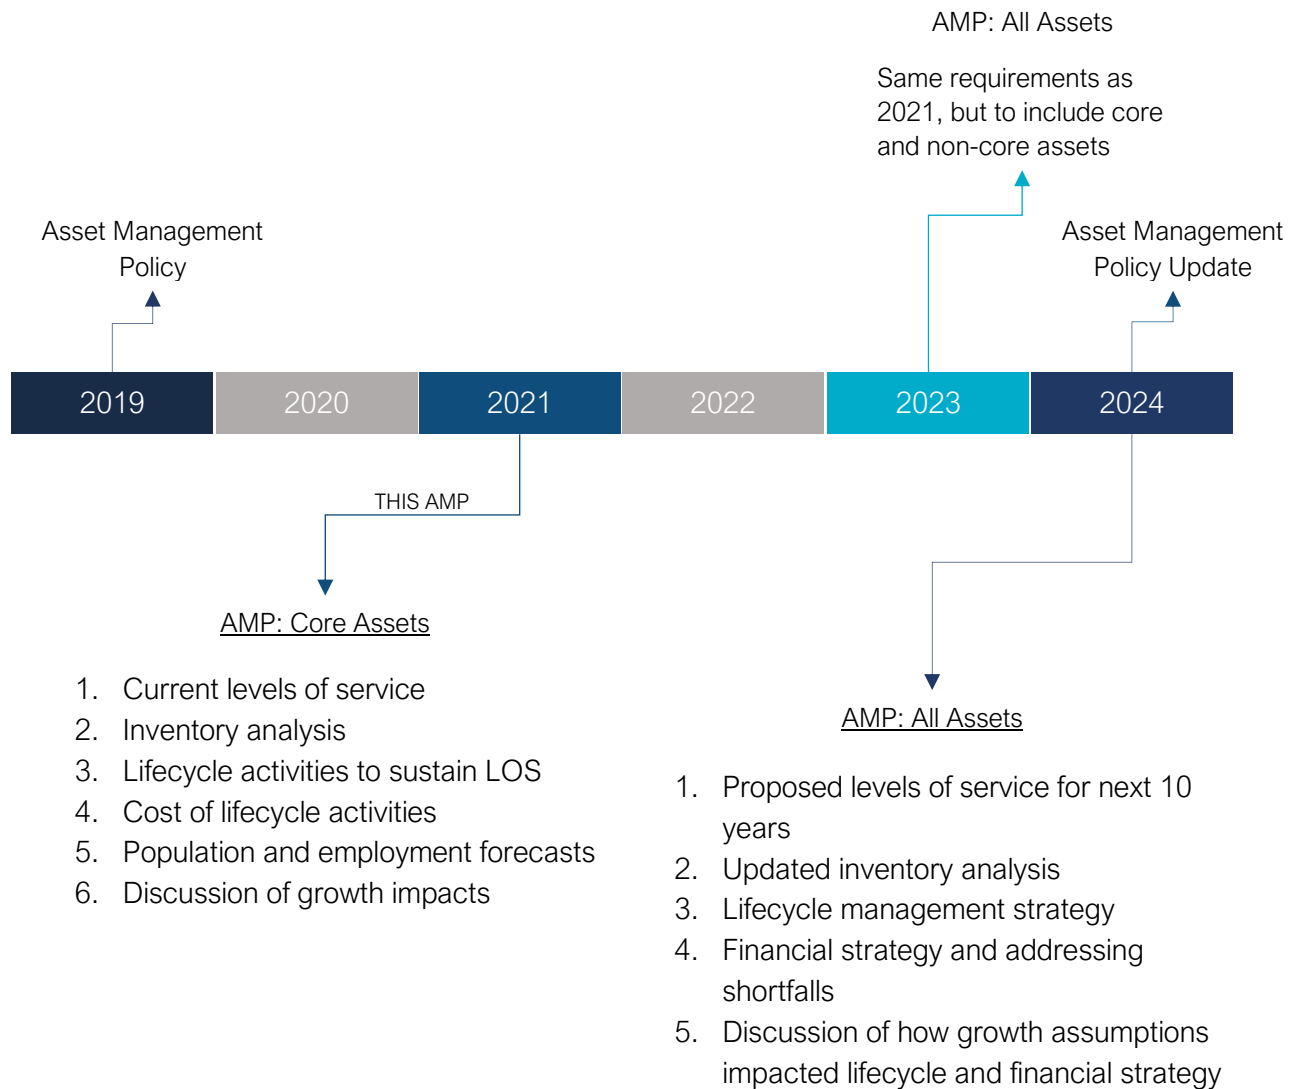 AMP: All Assets
Same requirements as
2021, but to include core
and non-core assets
Asset Management
Policy
Asset Management
Policy Update
2019
2020
2021
2022
2023
2024
THIS AMP
AMP: Core Assets
1. Current levels of service
2. Inventory analysis
3. Lifecycle activities to sustain LOS
4. Cost of lifecycle activities
5. Population and employment forecasts
6. Discussion of growth impacts
AMP: All Assets
1. Proposed levels of service for next 10
years
2. Updated inventory analysis
3. Lifecycle management strategy
4. Financial strategy and addressing
shortfalls
5. Discussion of how growth assumptions
impacted lifecycle and financial strategy